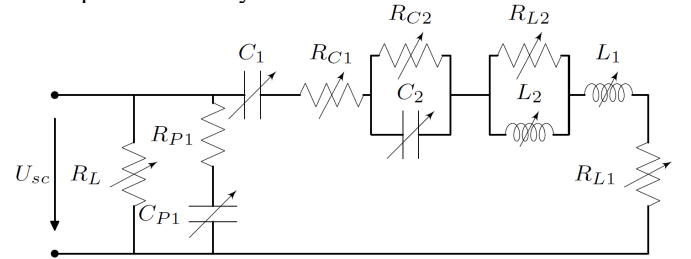 R_{C2}
R_{L2}
C_1
R_{C1}
L_1
C_2
L_2
R_{P1}
U_{sc}
R_L
R_{L1}
C_{P1}